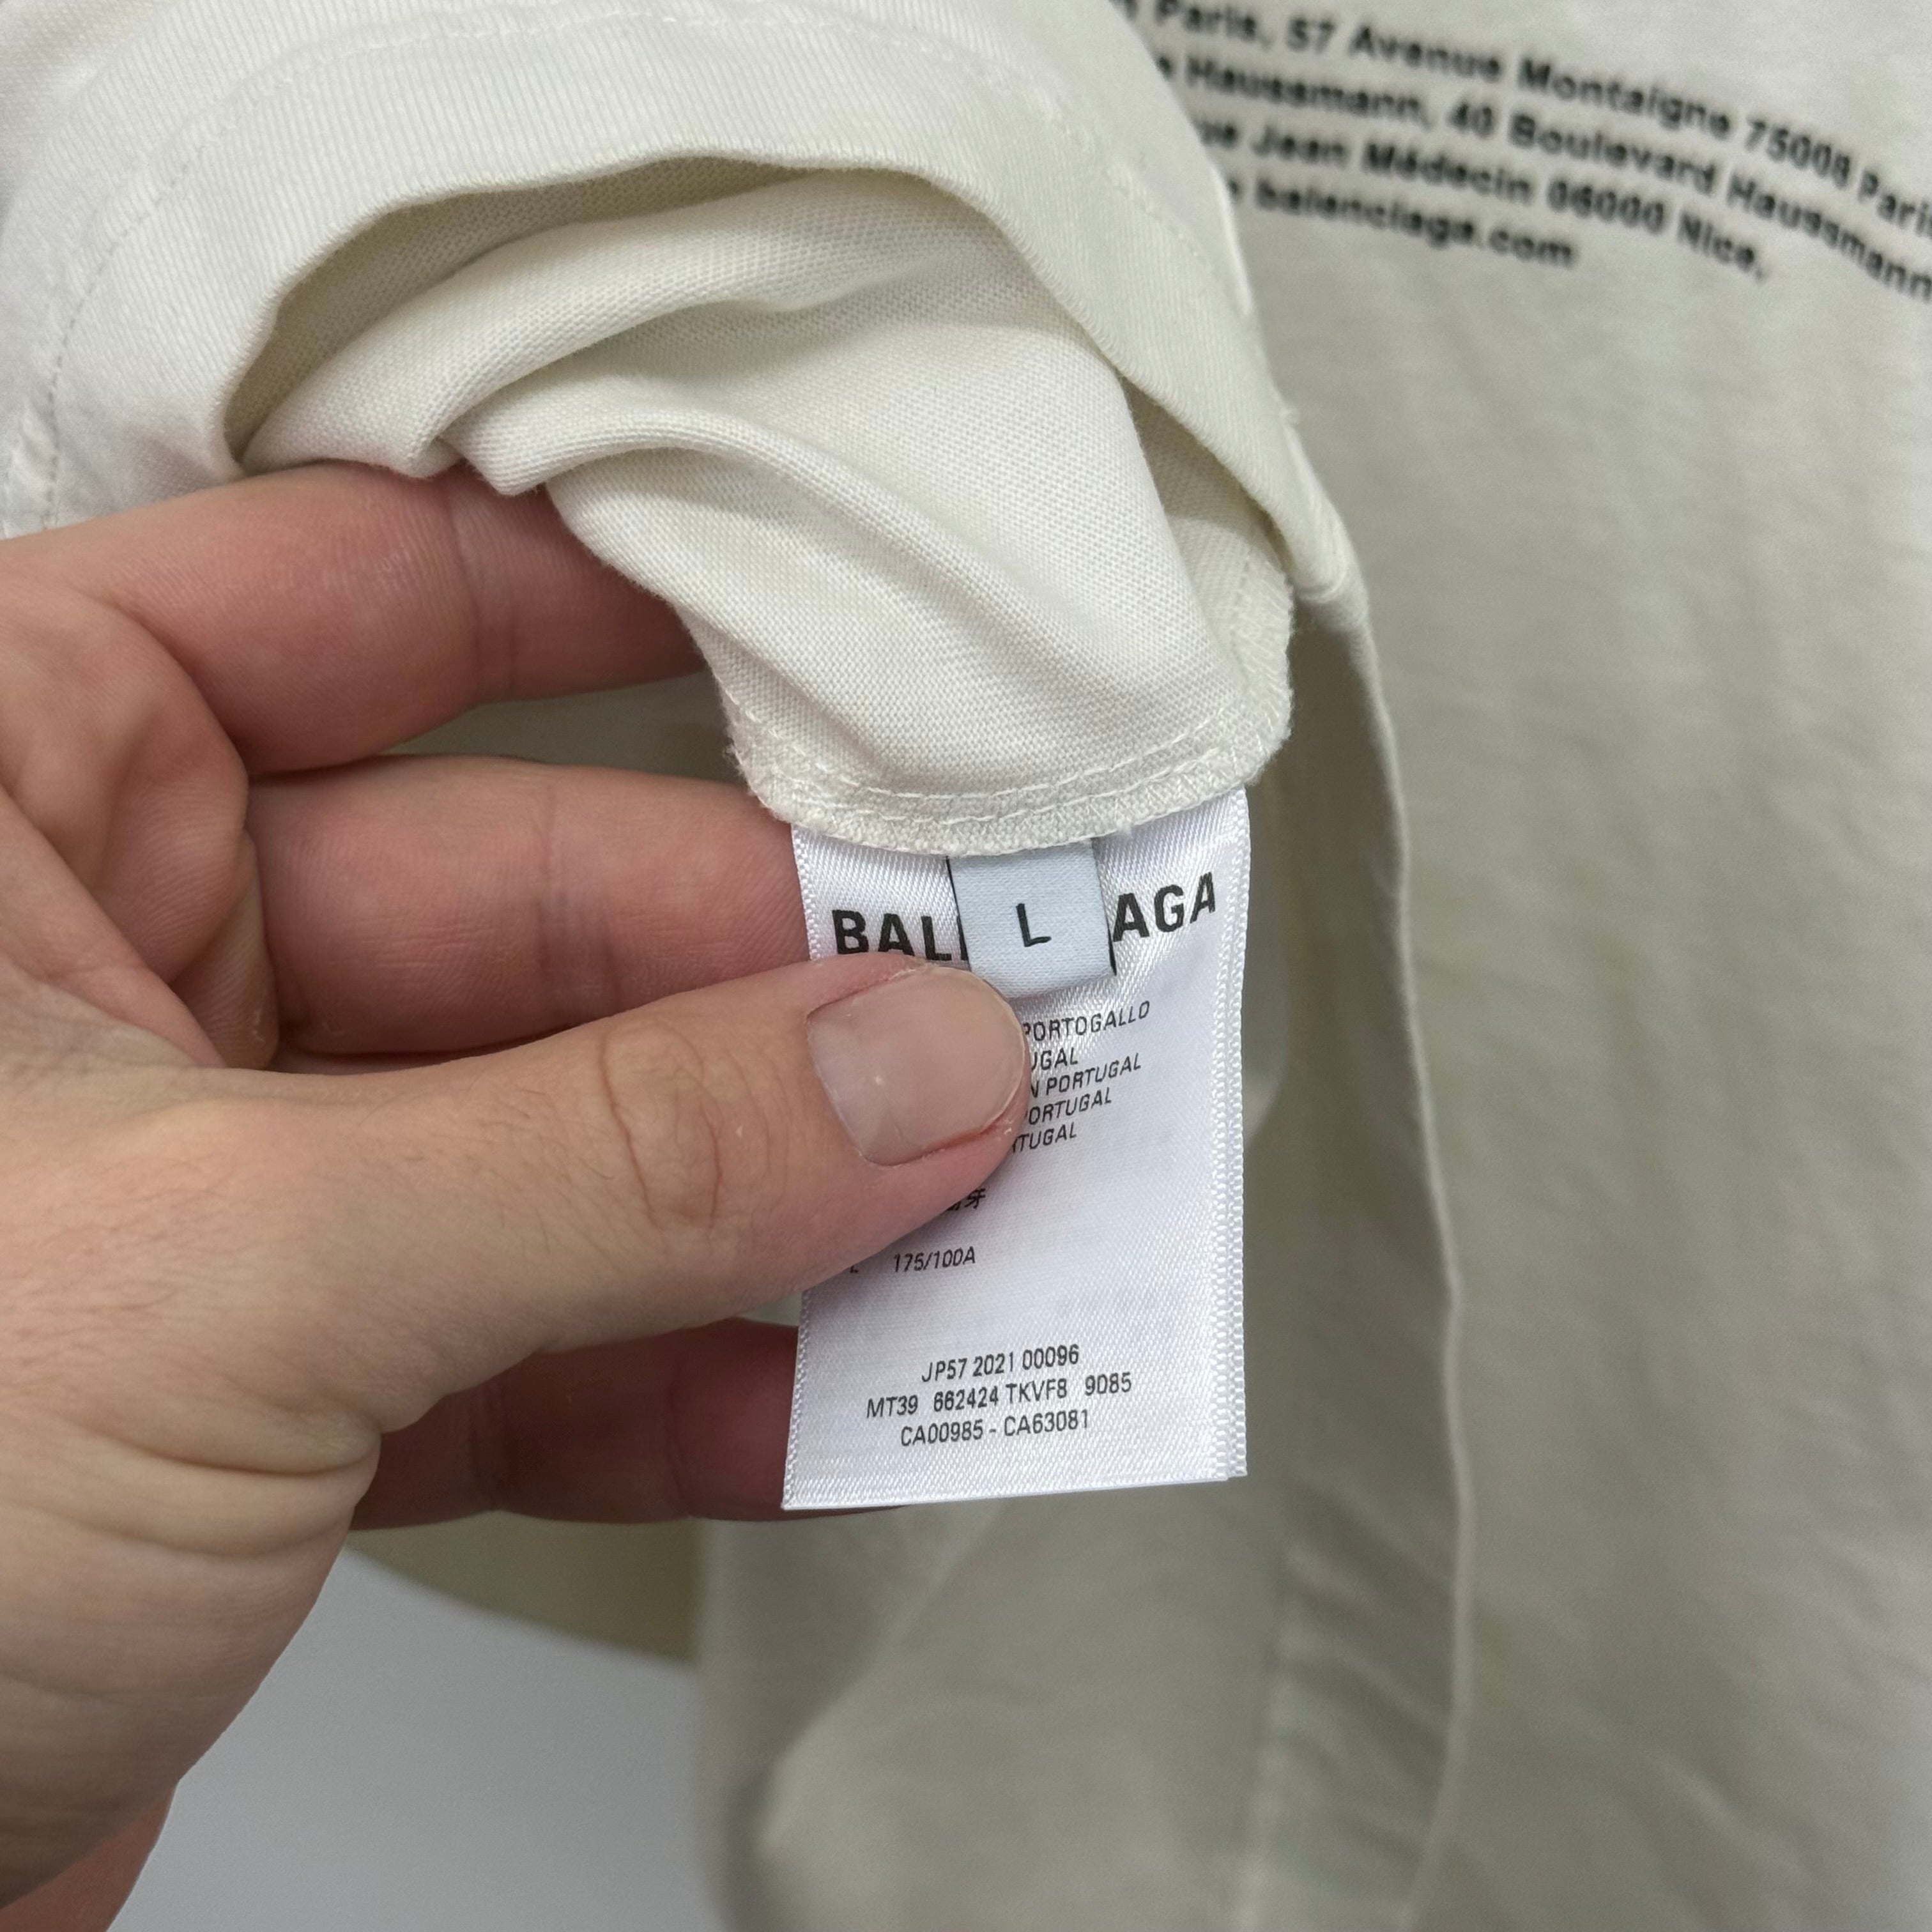 Paris, 57 Avenue Montaigne 75008 Paris
Haussmann, 40 Boulevard Haussmann
Jean Médecin 06000 Nice,
balenciaga.com
L
BAL AGA
PORTOGALLO
UGAL
N PORTUGAL
PORTUGAL
TUGAL
牙
175/100A
JP57 2021 00096
MT39 662424 TKVF8 9085
CA00985 - CA63081